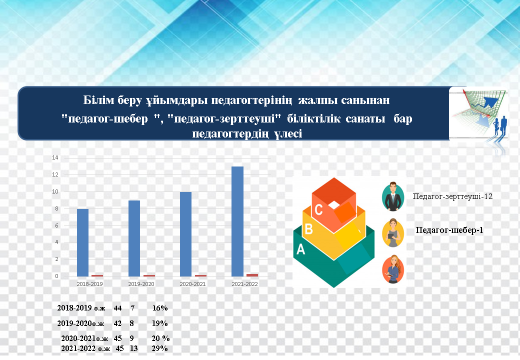 Білім беру ұйымдары педагогтерінің жалпы санынан
"педагог-шебер ", "педагог-зерттеуші" біліктілік санаты бар
педагогтердің үлесі
14
12
10
8
6
4
2
0
2018-2019 2019-2020 2020-2021 2021-2022
C
B
A
Педагог-зерттеуші-12
Педагог-шебер-1
2018-2019 о.ж 44 7 16%
2019-2020о.ж 42 8 19%
2020-2021о.ж 45 9 20 %
2021-2022 о.ж 45 13 29%